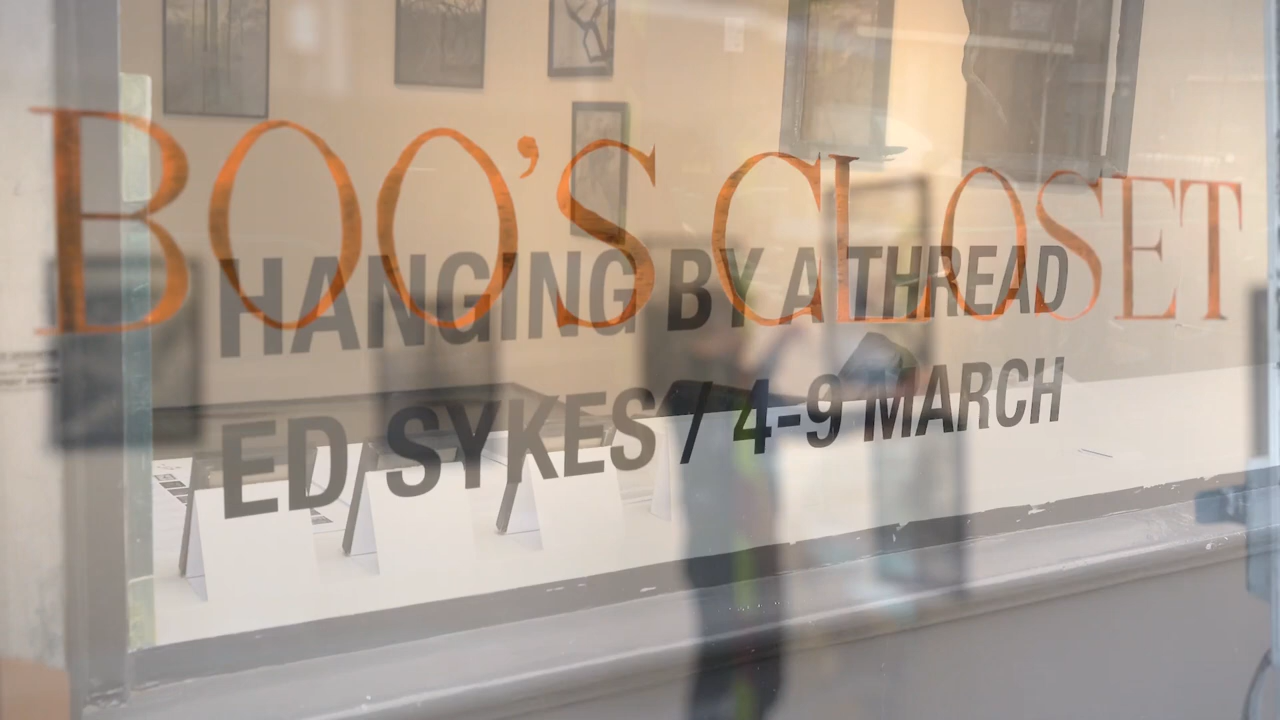 BOO'S CLOSET
HANGING BY A THREAD
ED SYKES / 4-9 MARCH